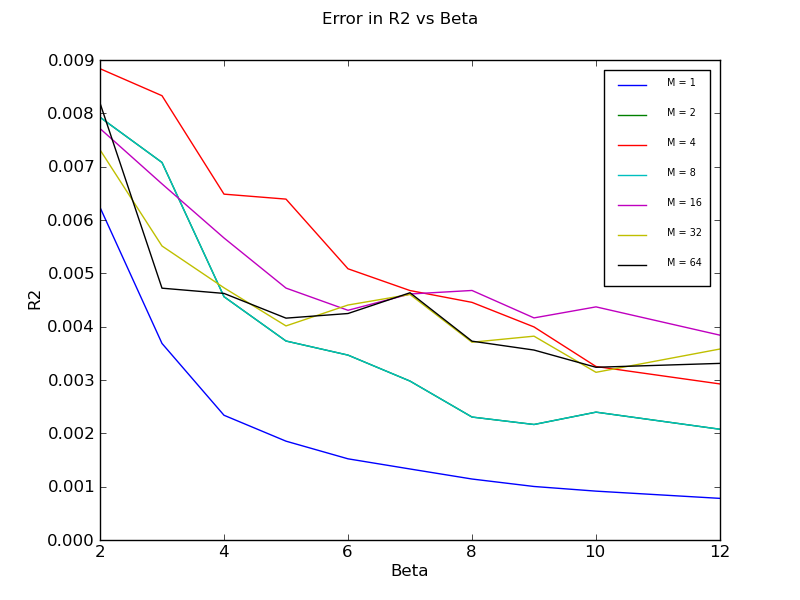 Error in R2 vs Beta
0.009
0.008
0.007
0.006
0.005
0.004
0.003
0.002
0.001
0.000
R2
M = 1
M = 2
M = 4
M = 8
M = 16
M = 32
M = 64
2 4 6 8 10 12
Beta